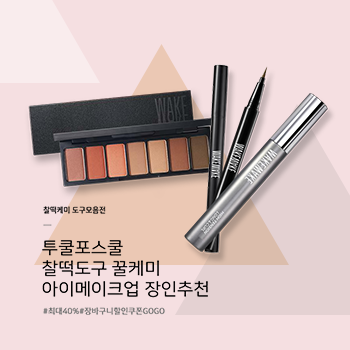 WAKE
WAKEMAKE
WAKEMAKE
찰떡케미 도구모음전
투쿨포스쿨
찰떡도구 꿀케미
아이메이크업 장인추천
#최대40%#장바구니할인쿠폰GOGO